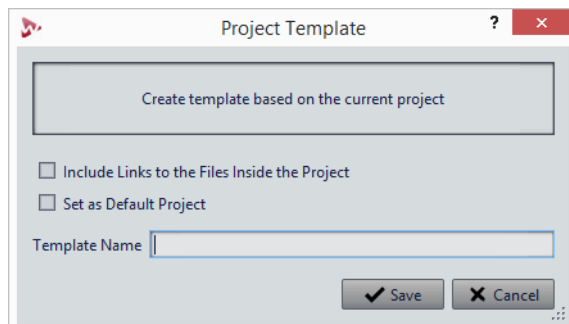 Project Template
?
Create template based on the current project
Include Links to the Files Inside the Project
Set as Default Project
Template Name
Save
Cancel